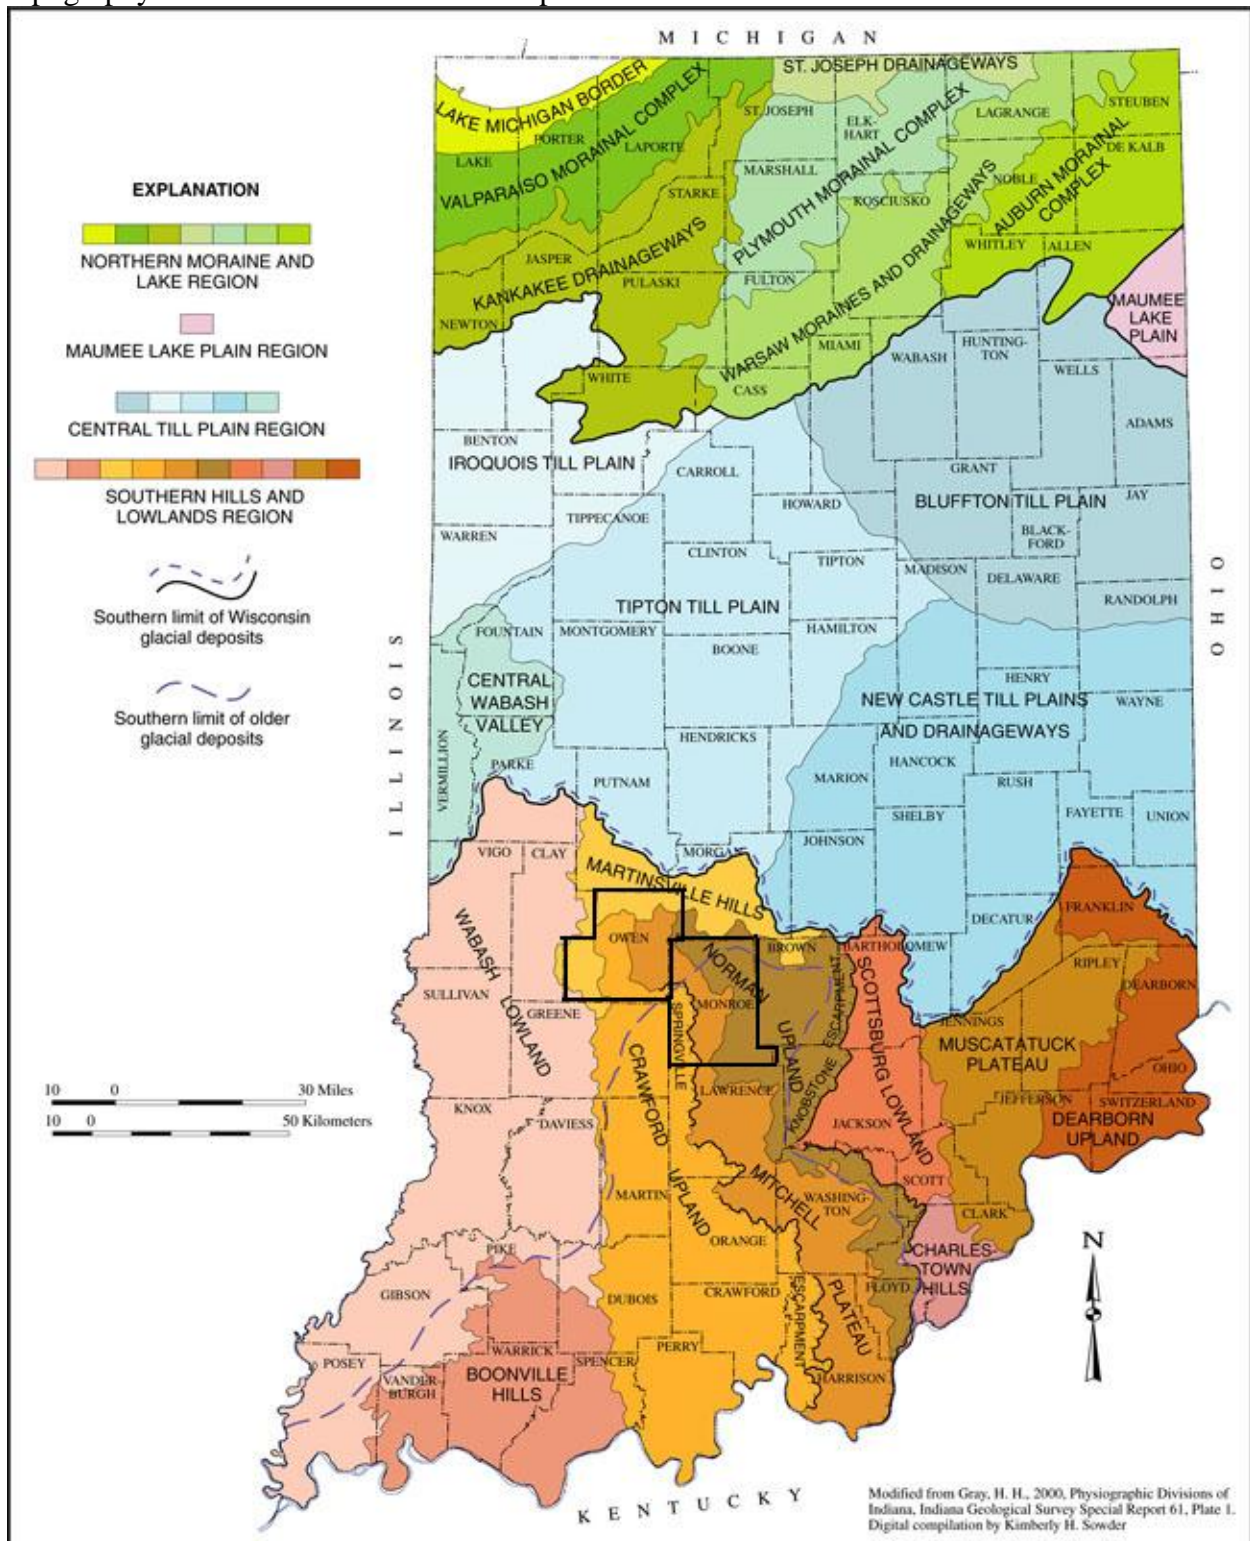 MICHIGAN
ST. JOSEPH DRAINAGEWAYS
LAKE MICHIGAN BORDER
VALPARAISO MORAINAL COMPLEX
KANKAKEE DRAINAGEWAYS
PLYMOUTH MORAINAL COMPLEX
WARSAW MORAINES AND DRAINAGEWAYS
AUBURN MORAINAL
COMPLEX
LAKE
PORTER
LAPORTE
ST. JOSEPH
ELK-
HART
LAGRANGE
STEUBEN
DE KALB
NOBLE
MARSHALL
KOSCIUSKO
STARKE
JASPER
PULASKI
FULTON
WHITLEY
ALLEN
NEWTON
WHITE
CASS
MIAMI
WABASH
HUNTING-
TON
WELLS
ADAMS
MAUMEE
LAKE
PLAIN
EXPLANATION
NORTHERN MORAINE AND
LAKE REGION
MAUMEE LAKE PLAIN REGION
CENTRAL TILL PLAIN REGION
SOUTHERN HILLS AND
LOWLANDS REGION
Southern limit of Wisconsin
glacial deposits
Southern limit of older
glacial deposits
BENTON
IROQUOIS TILL PLAIN
CARROLL
GRANT
BLUFFTON TILL PLAIN
JAY
BLACK-
FORD
HOWARD
TIPPECANOE
WARREN
CLINTON
TIPTON
MADISON
DELAWARE
RANDOLPH
TIPTON TILL PLAIN
FOUNTAIN
MONTGOMERY
BOONE
HAMILTON
HENRY
WAYNE
CENTRAL
WABASH
VALLEY
NEW CASTLE TILL PLAINS
AND DRAINAGEWAYS
VERMILLION
PARKE
PUTNAM
HENDRICKS
MARION
HANCOCK
RUSH
FAYETTE
UNION
SHELBY
JOHNSON
MORGAN
VIGO
CLAY
ILLINOIS
OHIO
MARTINSVILLE HILLS
OWEN
BROWN
BARTHOLOMEW
DECATUR
FRANKLIN
RIPLEY
DEARBORN
WABASH
LOWLAND
SULLIVAN
GREENE
NORMAN
UPLAND
MONROE
SPRINGVILLE
ESCARPMENT
KNOBSTONE
ESCARPMENT
SCOTTSBURG LOWLAND
JENNINGS
MUSCATATUCK
PLATEAU
OHIO
JEFFERSON
SWITZERLAND
DEARBORN
UPLAND
CRAWFORD
UPLAND
LAWRENCE
JACKSON
KNOX
DAVIESS
MARTIN
MITCHELL
PLATEAU
WASHING-
TON
SCOTT
CLARK
ORANGE
CHARLES-
TOWN
HILLS
FLOYD
PIKE
GIBSON
DUBOIS
CRAWFORD
PERRY
POSEY
VANDER-
BURGH
WARRICK
SPENCER
BOONVILLE
HILLS
HARRISON
10 0 30 Miles
10 0 50 Kilometers
N
KENTUCKY
Modified from Gray, H. H., 2000, Physiographic Divisions of
Indiana, Indiana Geological Survey Special Report 61, Plate 1.
Digital compilation by Kimberly H. Sowder